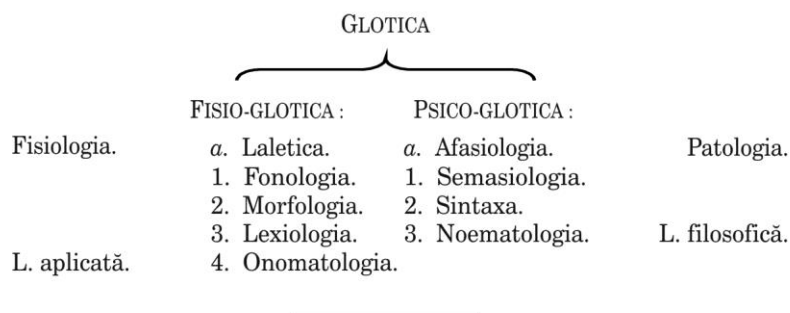 GLOTICA
FISIO-GLOTICA : PSICO-GLOTICA :
Fisiologia. a. Laletica. a. Afasiologia. Patologia.
1. Fonologia. 1. Semasiologia.
2. Morfologia. 2. Sintaxa.
3. Lexiologia. 3. Noematologia. L. filosofică.
L. aplicată. 4. Onomatologia.